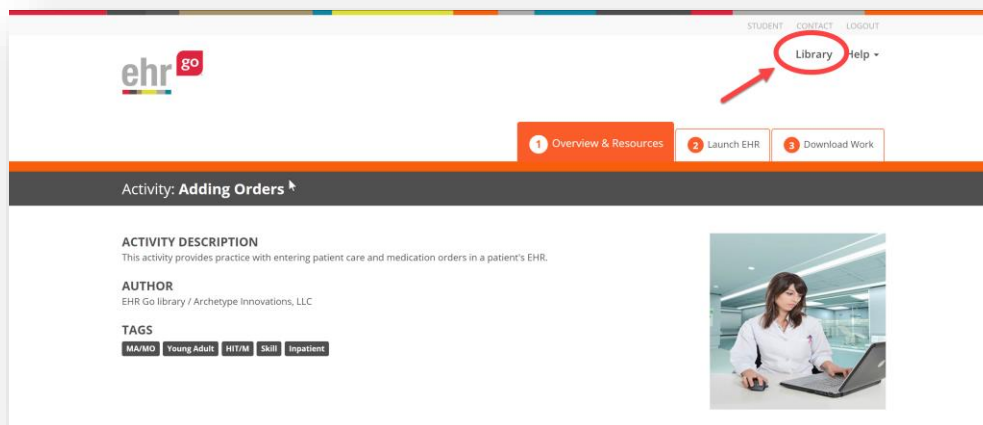 STUDENT CONTACT LOGOUT
Library Help
ehr go
1 Overview & Resources 2 Launch EHR 3 Download Work
Activity: Adding Orders
ACTIVITY DESCRIPTION
This activity provides practice with entering patient care and medication orders in a patient's EHR.
AUTHOR
EHR Go library / Archetype Innovations, LLC
TAGS
MA/MO Young Adult HIT/M Skill Inpatient